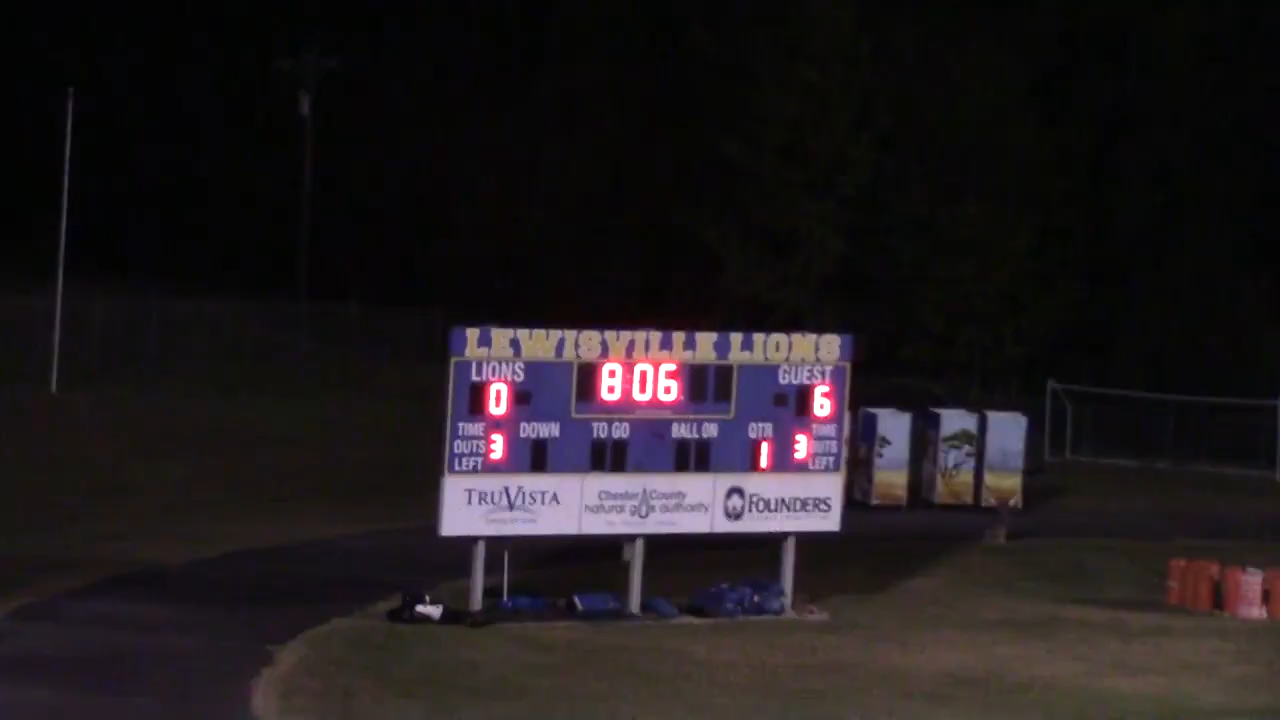 LEWISVILLE LIONS
LIONS 8:06 GUEST
0 6
TIME OUTS LEFT 3 DOWN TO GO BALL ON QTR 1 3 TIME OUTS LEFT
TRUVISTA
Chester County
natural gas authority
FOUNDERS